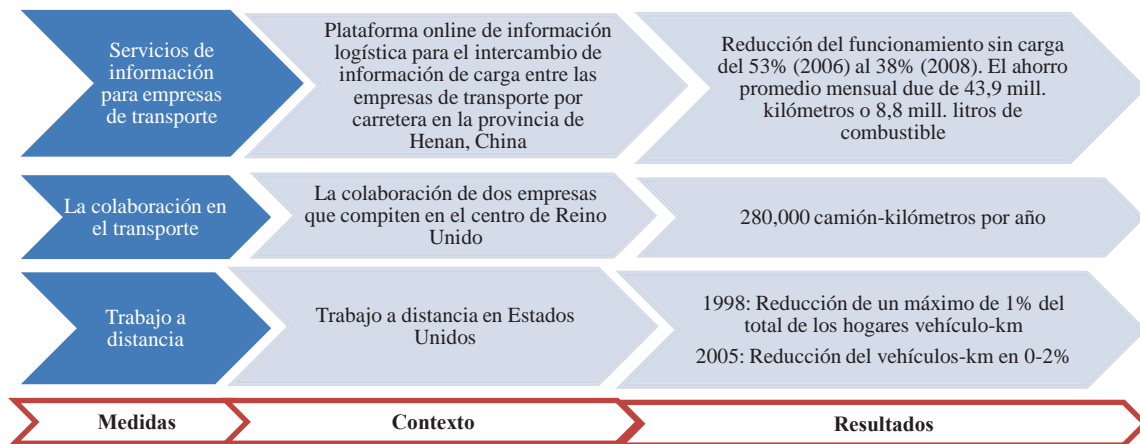 Servicios de
información
para empresas
de transporte
Plataforma online de información
logística para el intercambio de
información de carga entre las
empresas de transporte por
carretera en la provincia de
Henan, China
Reducción del funcionamiento sin carga
del 53% (2006) al 38% (2008). El ahorro
promedio mensual due de 43,9 mill.
kilómetros o 8,8 mill. litros de
combustible
La colaboración en
el transporte
La colaboración de dos empresas
que compiten en el centro de Reino
Unido
280,000 camión-kilómetros por año
Trabajo a
distancia
Trabajo a distancia en Estados
Unidos
1998: Reducción de un máximo de 1% del
total de los hogares vehículo-km
2005: Reducción del vehículos-km en 0-2%
Medidas
Contexto
Resultados